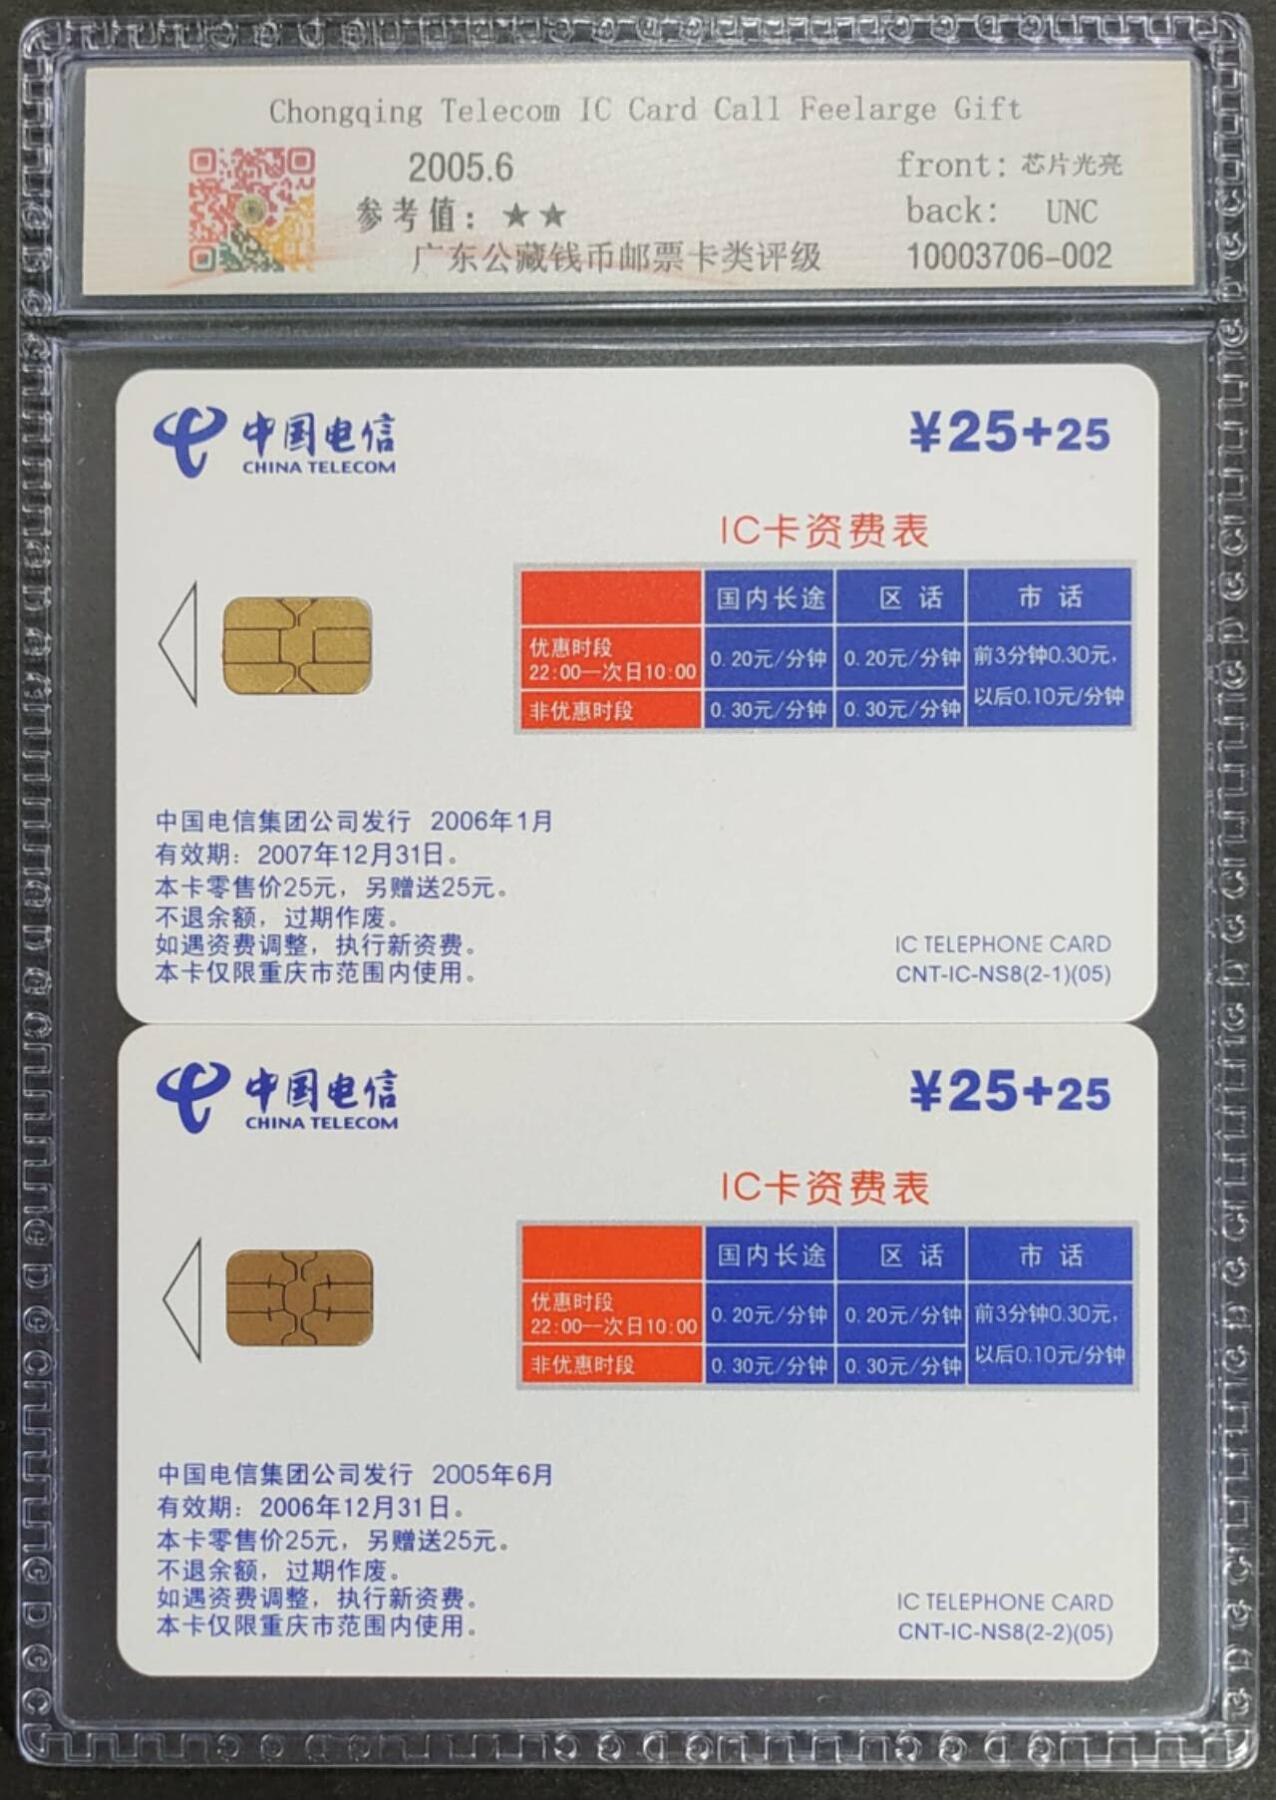 Chongqing Telecom IC Card Call Feelarge Gift
2005.6
front: 芯片光亮
参考值：★★
back: UNC
广东公藏钱币邮票卡类评级
10003706-002
中国电信
CHINA TELECOM
¥25+25
IC卡资费表
国内长途 区话 市话
优惠时段
22:00—次日10:00
0.20元/分钟 0.20元/分钟
前3分钟0.30元，
以后0.10元/分钟
非优惠时段 0.30元/分钟 0.30元/分钟
中国电信集团公司发行 2006年1月
有效期：2007年12月31日。
本卡零售价25元，另赠送25元。
不退余额，过期作废。
如遇资费调整，执行新资费。
本卡仅限重庆市范围内使用。
IC TELEPHONE CARD
CNT-IC-NS8(2-1)(05)
中国电信
CHINA TELECOM
¥25+25
IC卡资费表
国内长途 区话 市话
优惠时段
22:00—次日10:00
0.20元/分钟 0.20元/分钟
前3分钟0.30元，
以后0.10元/分钟
非优惠时段 0.30元/分钟 0.30元/分钟
中国电信集团公司发行 2005年6月
有效期：2006年12月31日。
本卡零售价25元，另赠送25元。
不退余额，过期作废。
如遇资费调整，执行新资费。
本卡仅限重庆市范围内使用。
IC TELEPHONE CARD
CNT-IC-NS8(2-2)(05)